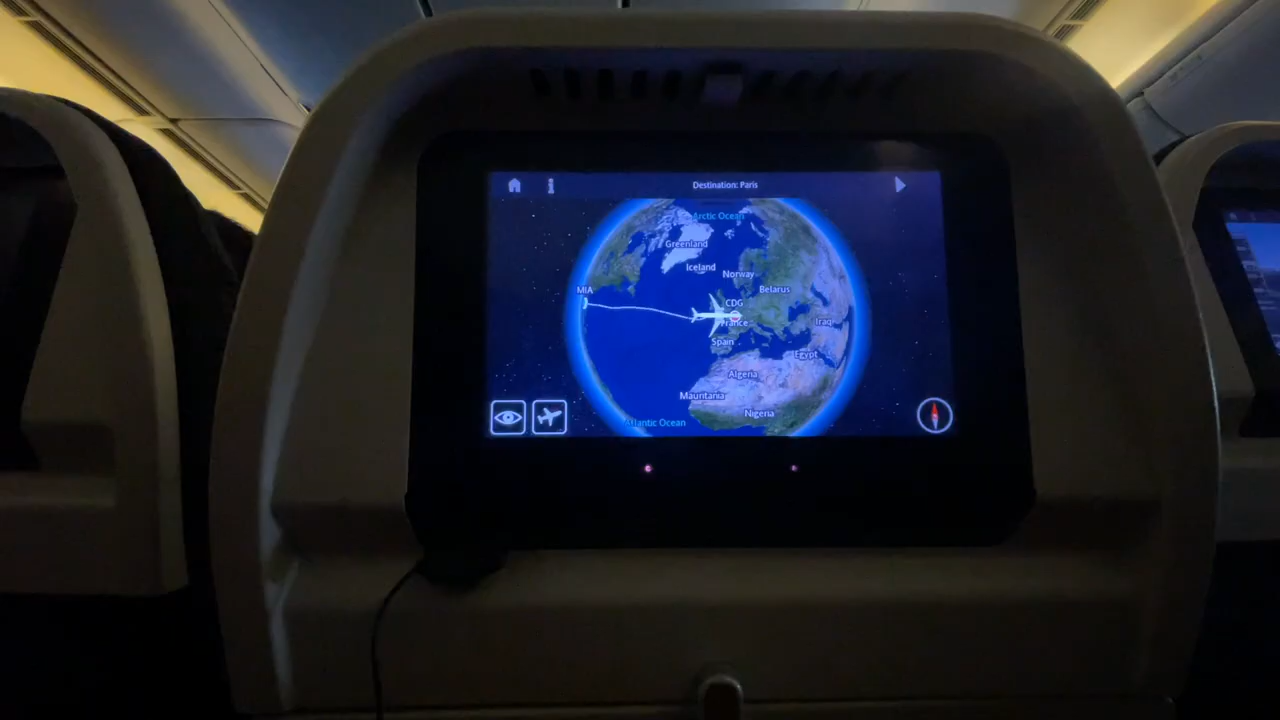 Destination: Paris
Arctic Ocean
Greenland
Iceland
Norway
MIA
Belarus
CDG
France
Iraq
Spain
Egypt
Algeria
Mauritania
Nigeria
Atlantic Ocean